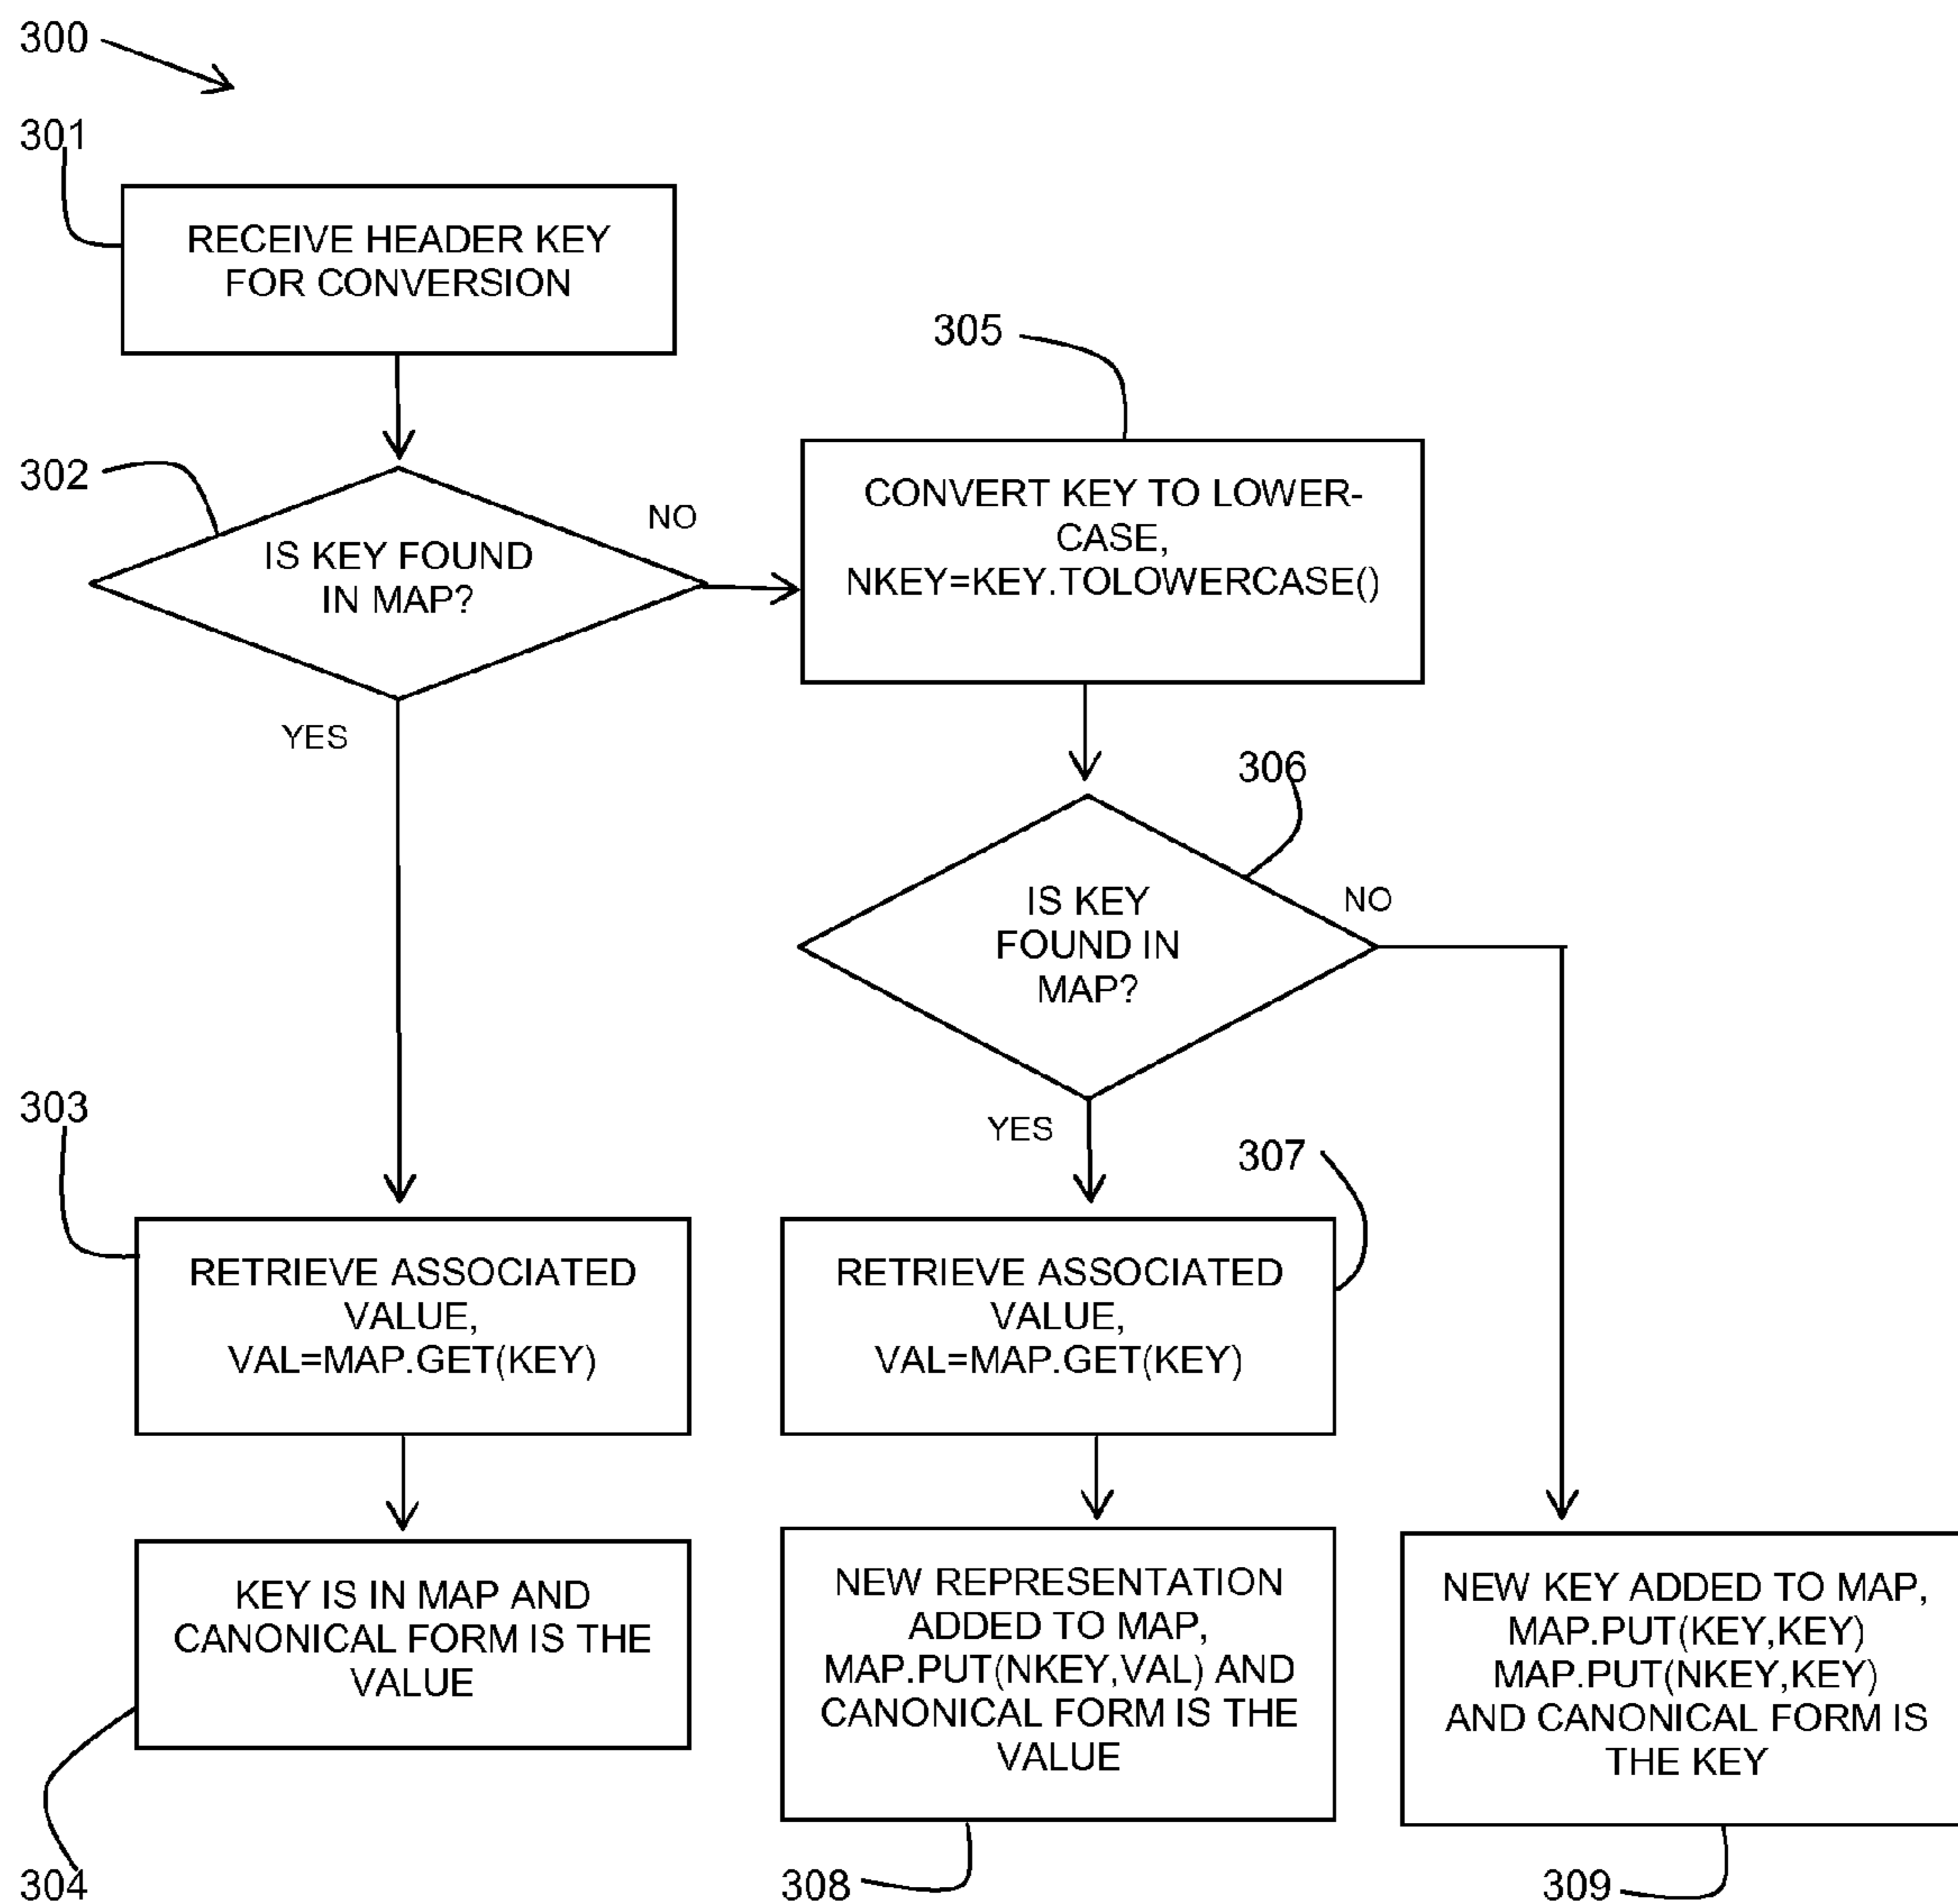 300
301
RECEIVE HEADER KEY
FOR CONVERSION
302
IS KEY FOUND
IN MAP?
NO
YES
305
CONVERT KEY TO LOWER-
CASE,
NKEY=KEY.TOLOWERCASE()
306
IS KEY
FOUND IN
MAP?
NO
YES
303
RETRIEVE ASSOCIATED
VALUE,
VAL=MAP.GET(KEY)
307
RETRIEVE ASSOCIATED
VALUE,
VAL=MAP.GET(KEY)
KEY IS IN MAP AND
CANONICAL FORM IS THE
VALUE
304
NEW REPRESENTATION
ADDED TO MAP,
MAP.PUT(NKEY,VAL) AND
CANONICAL FORM IS THE
VALUE
308
NEW KEY ADDED TO MAP,
MAP.PUT(KEY,KEY)
MAP.PUT(NKEY,KEY)
AND CANONICAL FORM IS
THE KEY
309